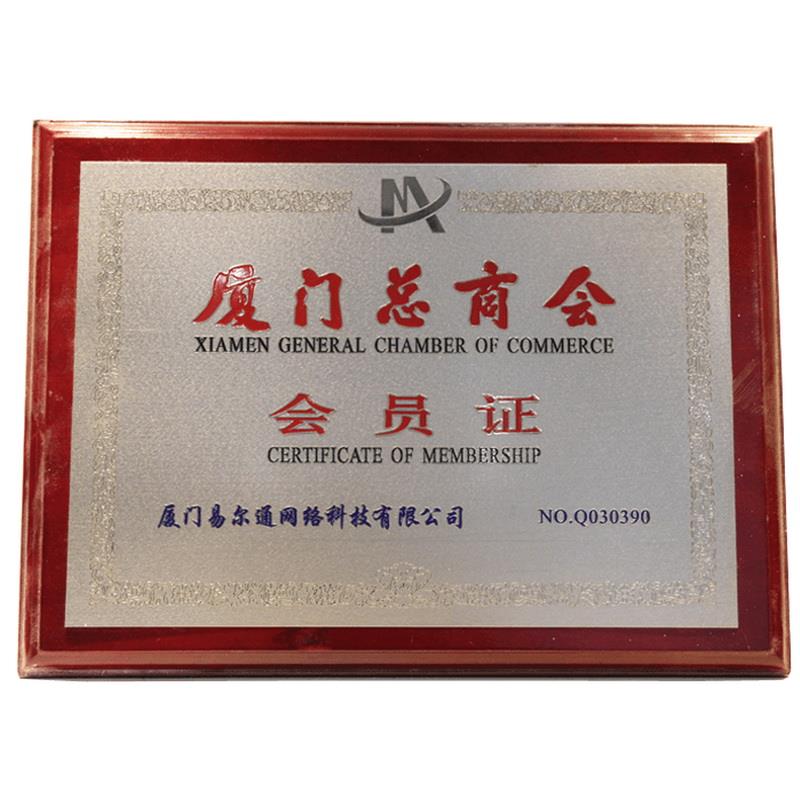 厦门总商会
XIAMEN GENERAL CHAMBER OF COMMERCE
会员证
CERTIFICATE OF MEMBERSHIP
厦门易尔通网络科技有限公司 NO.Q030390